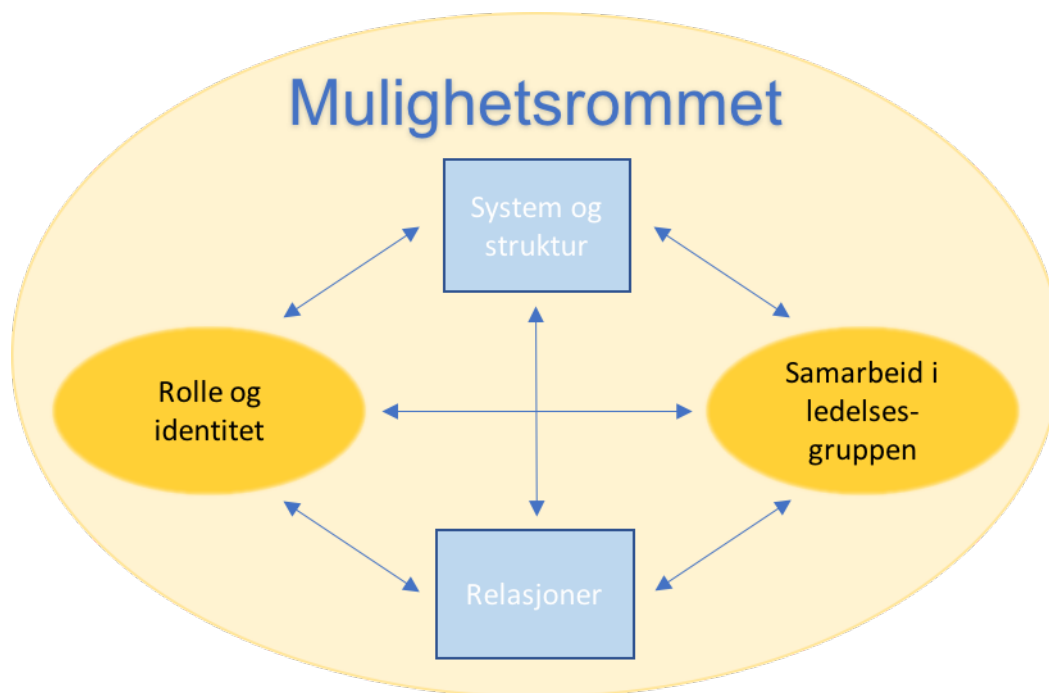 Mulighetsrommet
System og
struktur
Rolle og
identitet
Samarbeid i
ledelses-
gruppen
Relasjoner